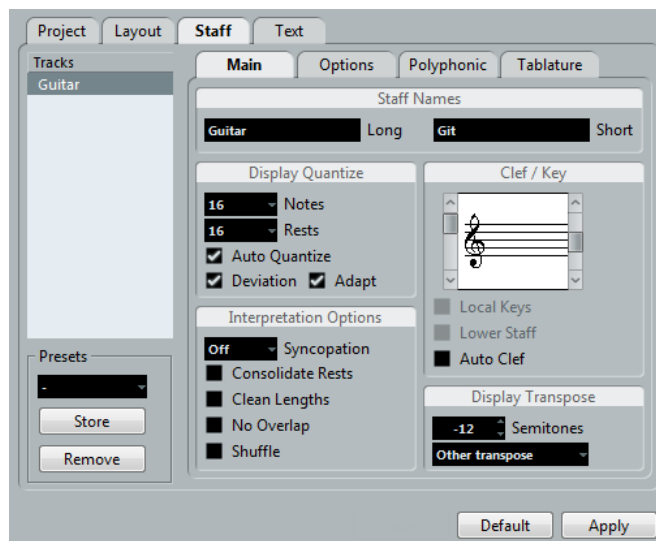 Project Layout Staff Text
Tracks
Guitar
Main Options Polyphonic Tablature
Staff Names
Guitar Long Git Short
Display Quantize
16 Notes
16 Rests
Auto Quantize
Deviation Adapt
Clef / Key
Local Keys
Lower Staff
Auto Clef
Interpretation Options
Off Syncopation
Consolidate Rests
Clean Lengths
No Overlap
Shuffle
Display Transpose
-12 Semitones
Other transpose
Presets
-
Store
Remove
Default Apply